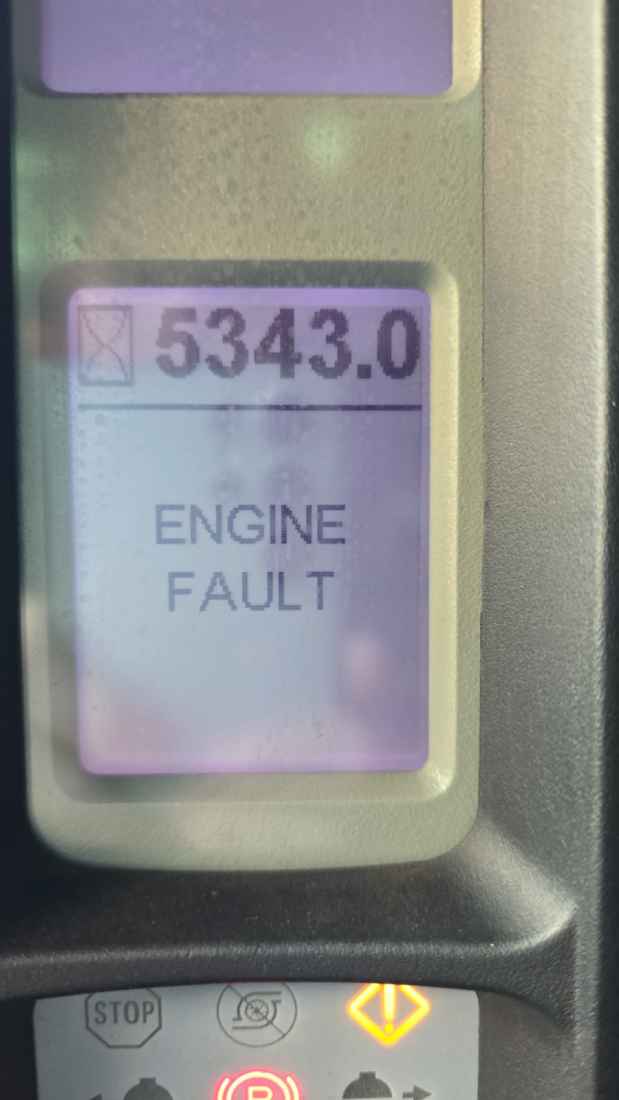 5343.0
ENGINE
FAULT
STOP
P